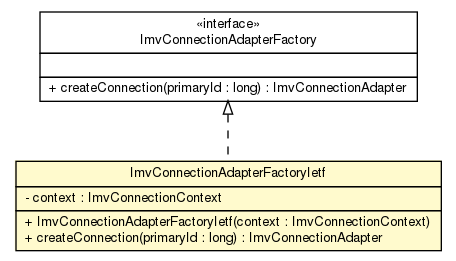 «interface»
ImvConnectionAdapterFactory
+ createConnection(primaryId : long) : ImvConnectionAdapter
ImvConnectionAdapterFactoryIetf
- context : ImvConnectionContext
+ ImvConnectionAdapterFactoryIetf(context : ImvConnectionContext)
+ createConnection(primaryId : long) : ImvConnectionAdapter